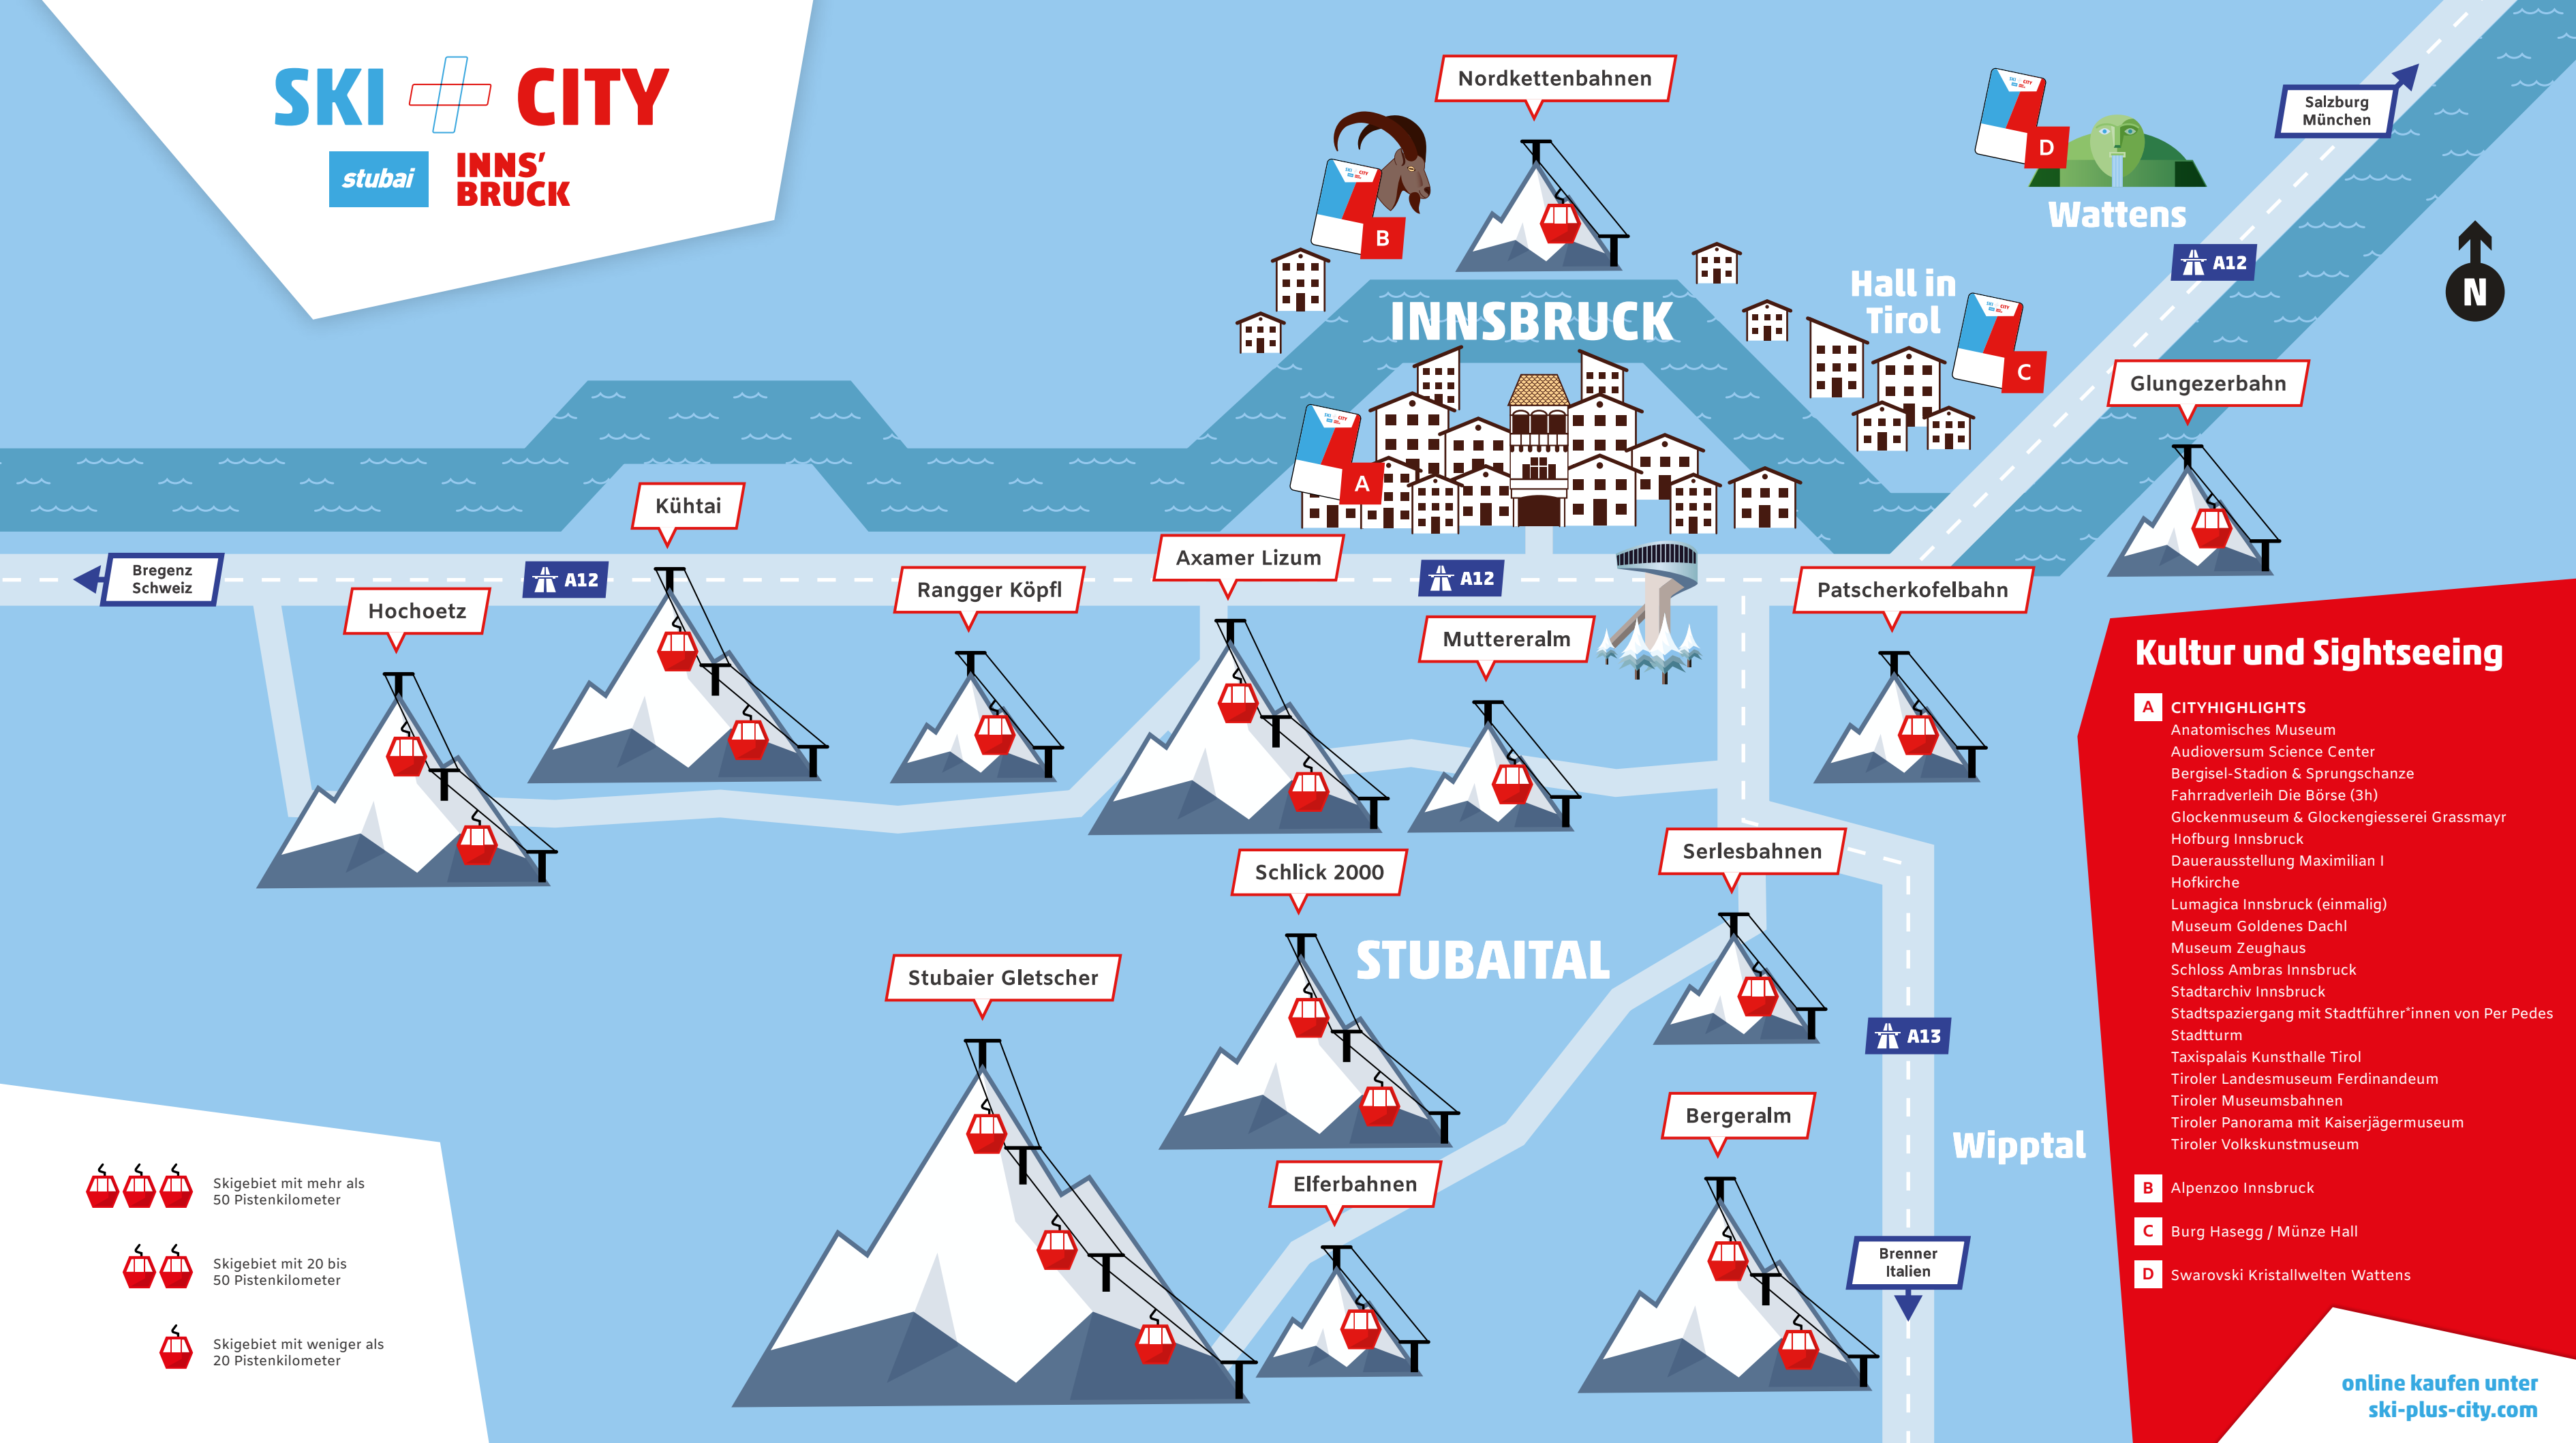 SKI CITY
stubai
INNS'
BRUCK
Nordkettenbahnen
B
D
Wattens
Salzburg
München
A12
N
INNSBRUCK
Hall in
Tirol
C
Glungezerbahn
A
Kühtai
Bregenz
Schweiz
A12
Hochoetz
Rangger Köpfl
Axamer Lizum
A12
Muttereralm
Patscherkofelbahn
Serlesbahnen
Schlick 2000
STUBAITAL
Stubaier Gletscher
A13
Bergeralm
Wipptal
Elferbahnen
Brenner
Italien
Skigebiet mit mehr als
50 Pistenkilometer
Skigebiet mit 20 bis
50 Pistenkilometer
Skigebiet mit weniger als
20 Pistenkilometer
Kultur und Sightseeing
A CITYHIGHLIGHTS
Anatomisches Museum
Audioversum Science Center
Bergisel-Stadion & Sprungschanze
Fahrradverleih Die Börse (3h)
Glockenmuseum & Glockengiesserei Grassmayr
Hofburg Innsbruck
Dauerausstellung Maximilian I
Hofkirche
Lumagica Innsbruck (einmalig)
Museum Goldenes Dachl
Museum Zeughaus
Schloss Ambras Innsbruck
Stadtarchiv Innsbruck
Stadtspaziergang mit Stadtführer*innen von Per Pedes
Stadtturm
Taxispalais Kunsthalle Tirol
Tiroler Landesmuseum Ferdinandeum
Tiroler Museumsbahnen
Tiroler Panorama mit Kaiserjägermuseum
Tiroler Volkskunstmuseum
B Alpenzoo Innsbruck
C Burg Hasegg / Münze Hall
D Swarovski Kristallwelten Wattens
online kaufen unter
ski-plus-city.com